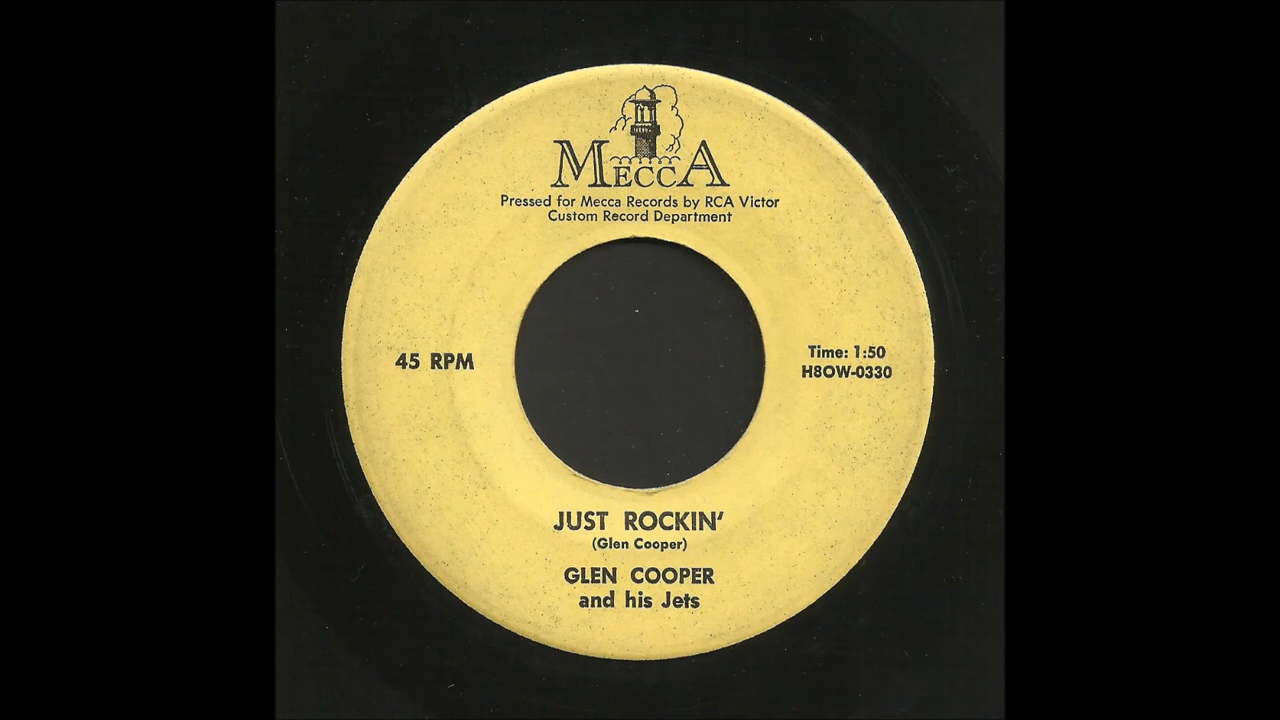 MECCA
Pressed for Mecca Records by RCA Victor
Custom Record Department
45 RPM
Time: 1:50
H8OW-0330
JUST ROCKIN'
(Glen Cooper)
GLEN COOPER
and his Jets